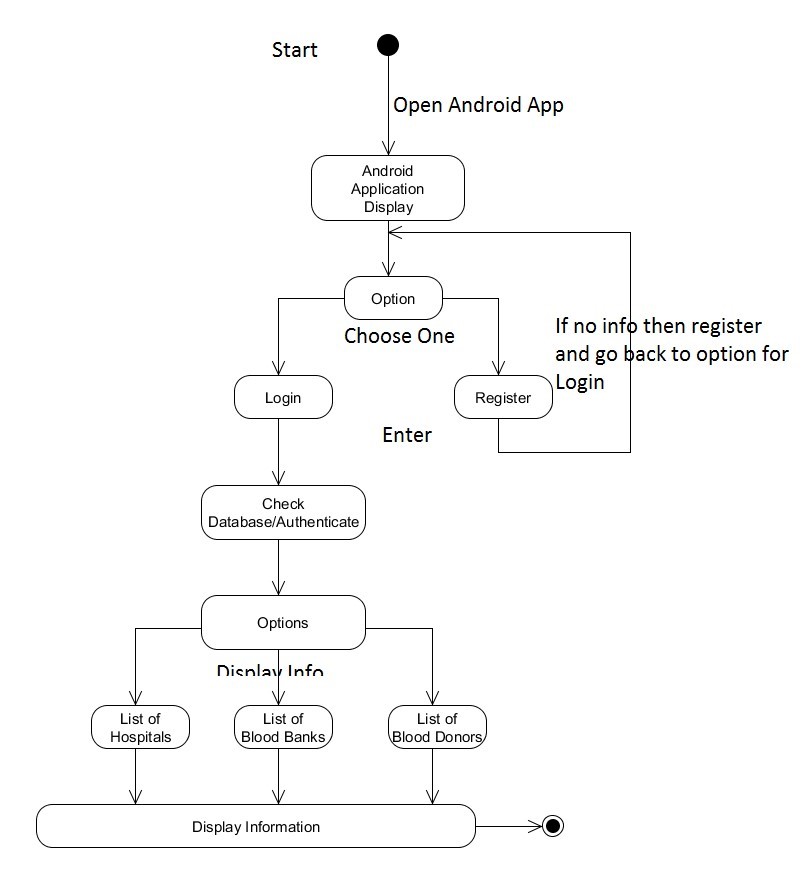 Start
Open Android App
Android
Application
Display
Option
Choose One
If no info then register
and go back to option for
Login
Login
Register
Enter
Check
Database/Authenticate
Options
Display Info
List of
Hospitals
List of
Blood Banks
List of
Blood Donors
Display Information